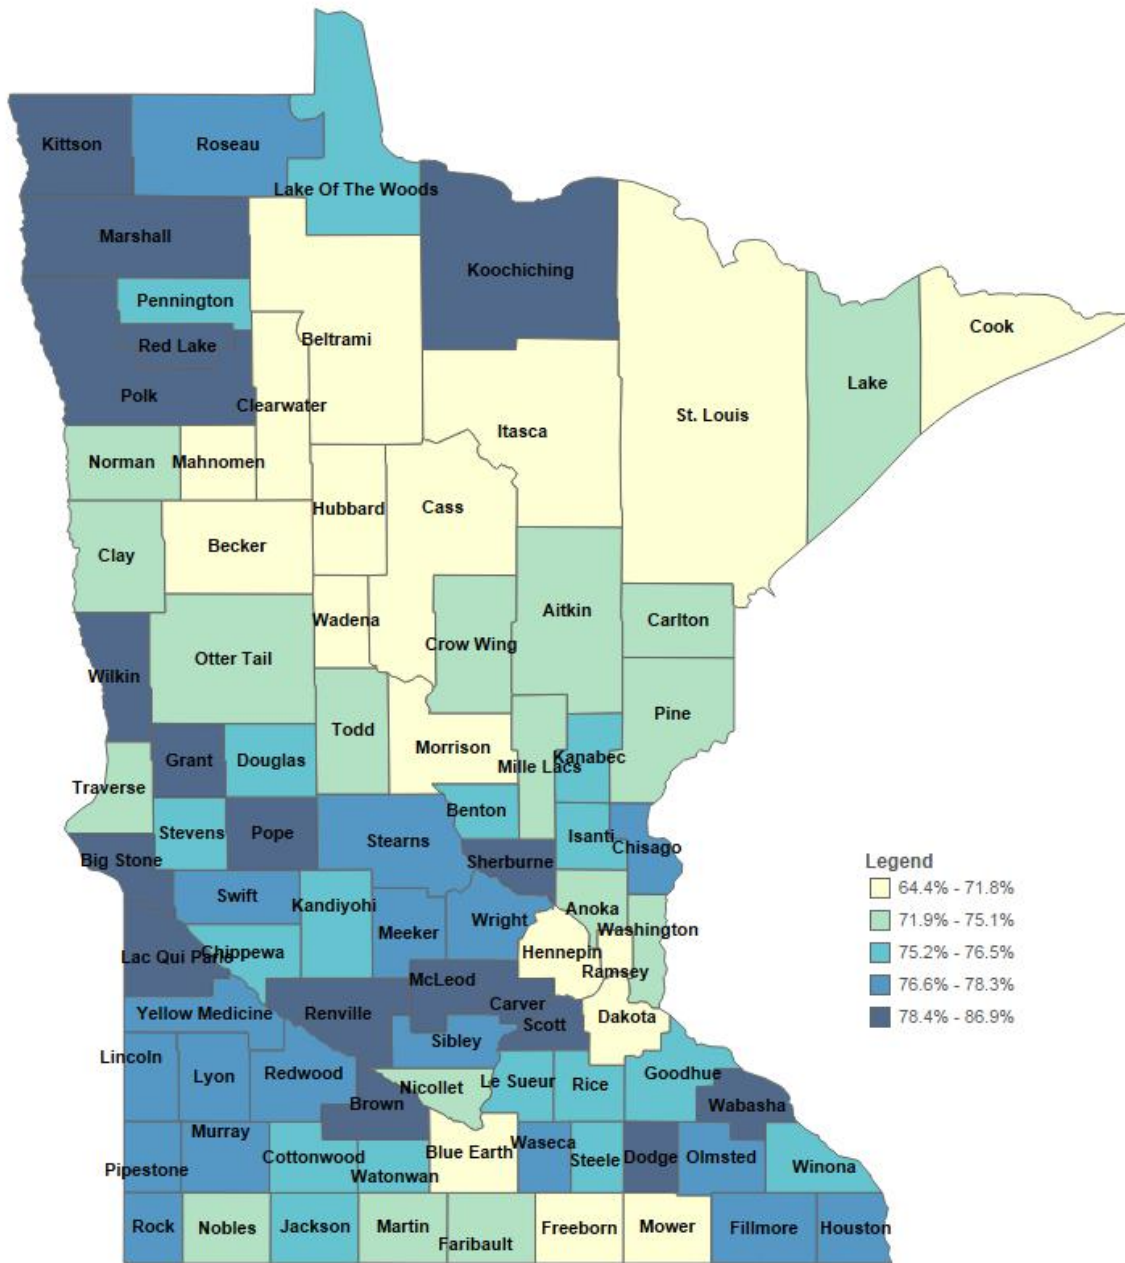 Kittson
Roseau
Lake Of The Woods
Marshall
Koochiching
Pennington
Cook
Red Lake
Beltrami
Lake
Polk
Clearwater
St. Louis
Itasca
Norman
Mahnomen
Hubbard
Cass
Becker
Clay
Aitkin
Wadena
Carlton
Crow Wing
Otter Tail
Wilkin
Pine
Todd
Morrison
Grant
Douglas
Kanabec
Mille Lacs
Traverse
Benton
Stevens
Pope
Isanti
Stearns
Chisago
Big Stone
Sherburne
Legend
64.4% - 71.8%
71.9% - 75.1%
75.2% - 76.5%
76.6% - 78.3%
78.4% - 86.9%
Swift
Kandiyohi
Anoka
Wright
Washington
Meeker
Chippewa
Hennepin
Lac Qui Parle
Ramsey
McLeod
Carver
Yellow Medicine
Renville
Dakota
Scott
Sibley
Lincoln
Lyon
Redwood
Goodhue
Le Sueur
Rice
Nicollet
Brown
Wabasha
Murray
Waseca
Blue Earth
Cottonwood
Dodge
Olmsted
Steele
Pipestone
Winona
Watonwan
Rock
Nobles
Jackson
Martin
Freeborn
Mower
Fillmore
Houston
Faribault